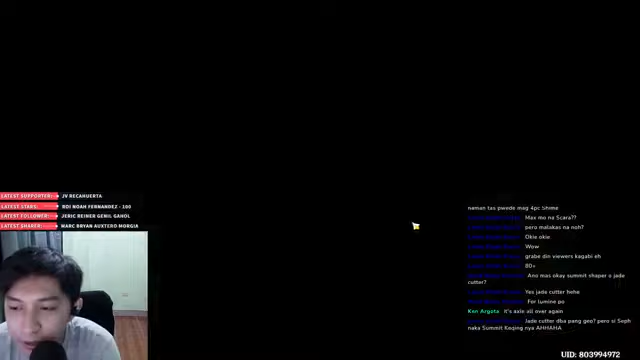 LATEST SUPPORTER: JV RECAHUERTA
LATEST STARS: ROI NOAH FERNANDEZ - 100
LATEST FOLLOWER: JERIC REINER GENIL GAHOL
LATEST SHARER: MARC BRYAN AUXTERO MORGIA
naman tas pwede mag 4pc Shime
Max mo na Scara??
pero malakas na noh?
Okie okie
Wow
grabe din viewers kagabi eh
80+
Ano mas okay summit shaper o jade
cutter?
Yes jade cutter hehe
For lumine po
Ken Argota it's aale all over again
Jade cutter dba pang geo? pero si Seph
naka Summit Keqing nya AHHAHA
UID: 803994972